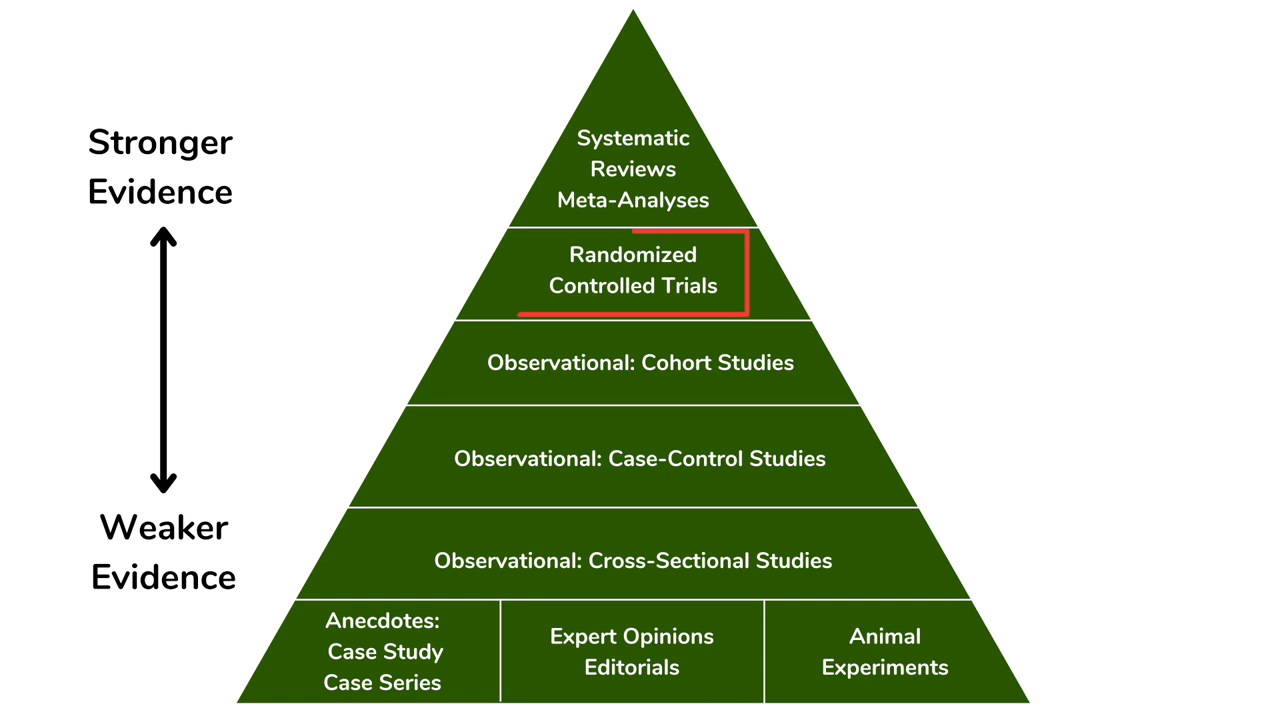 Stronger
Evidence
Weaker
Evidence
Systematic
Reviews
Meta-Analyses
Randomized
Controlled Trials
Observational: Cohort Studies
Observational: Case-Control Studies
Observational: Cross-Sectional Studies
Anecdotes:
Case Study
Case Series
Expert Opinions
Editorials
Animal
Experiments